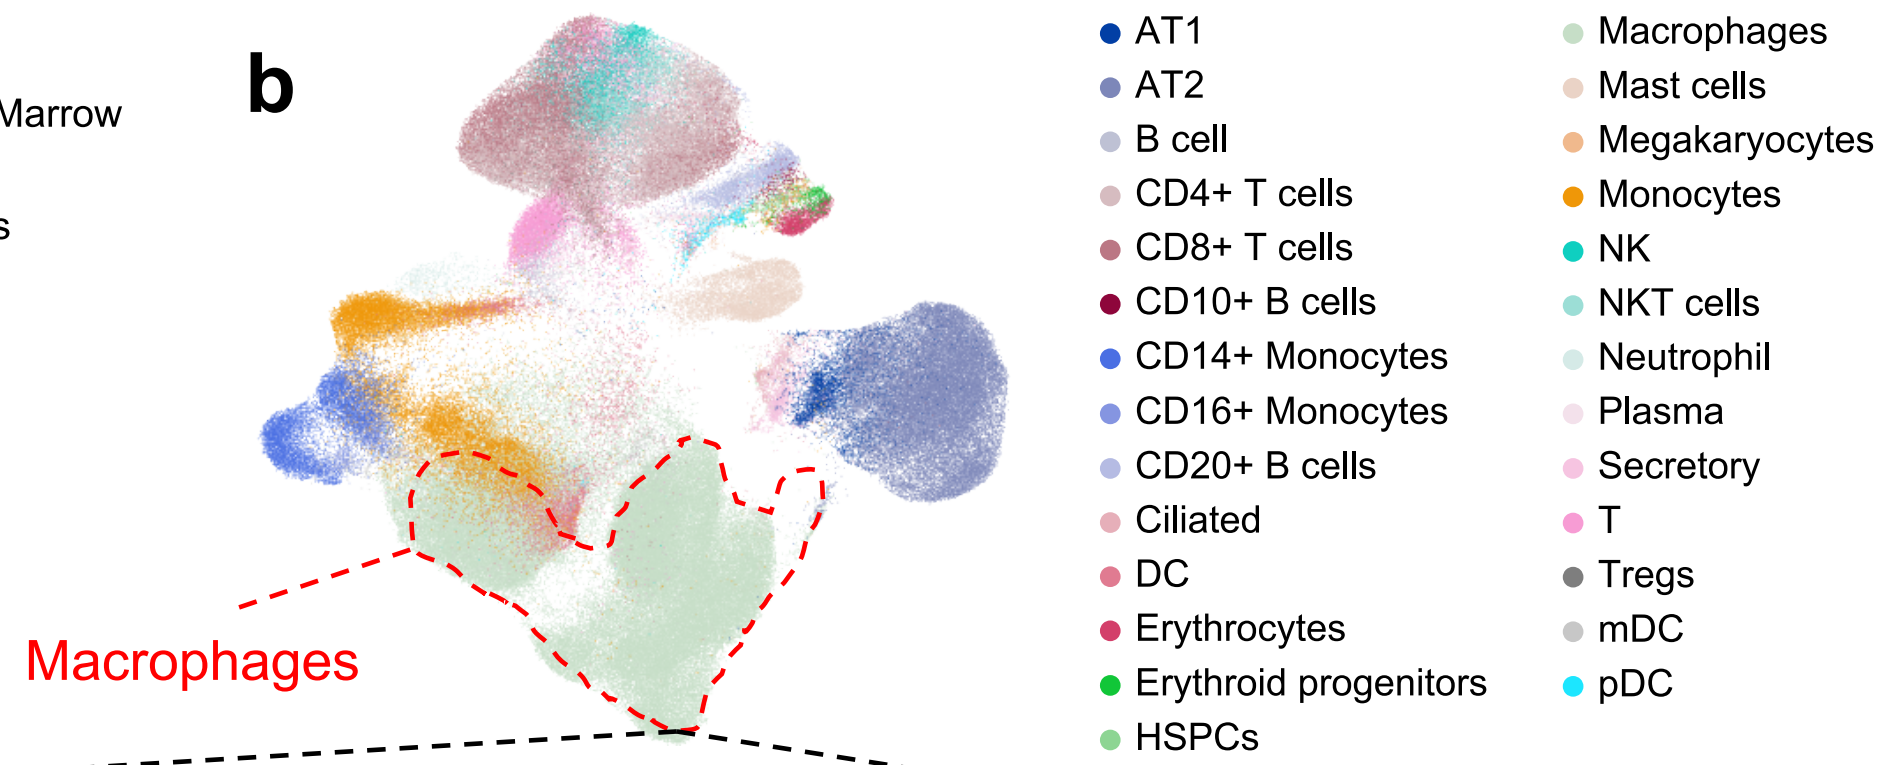 b
Marrow
s
Macrophages
AT1
AT2
B cell
CD4+ T cells
CD8+ T cells
CD10+ B cells
CD14+ Monocytes
CD16+ Monocytes
CD20+ B cells
Ciliated
DC
Erythrocytes
Erythroid progenitors
HSPCs
Macrophages
Mast cells
Megakaryocytes
Monocytes
NK
NKT cells
Neutrophil
Plasma
Secretory
T
Tregs
mDC
pDC